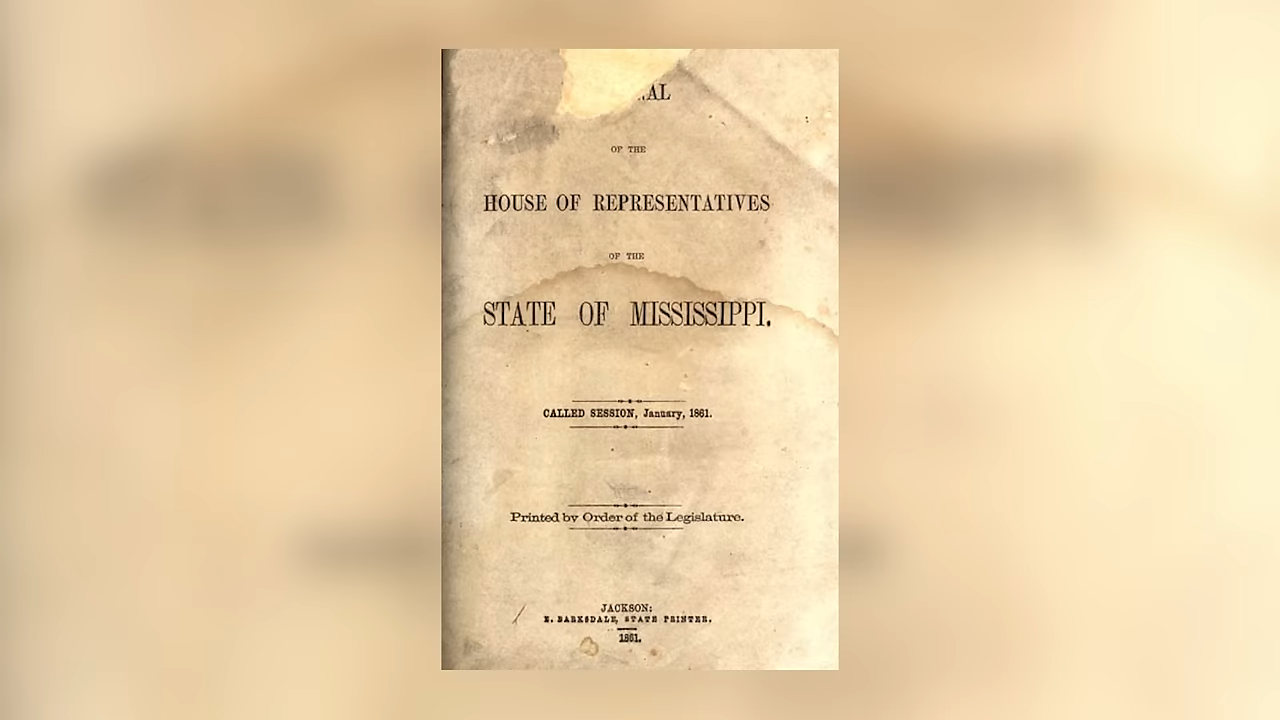 AL
OF THE
HOUSE OF REPRESENTATIVES
OF THE
STATE OF MISSISSIPPI.
CALLED SESSION, January, 1861.
Printed by Order of the Legislature.
JACKSON:
E. BARKSDALE, STATE PRINTER.
1861.